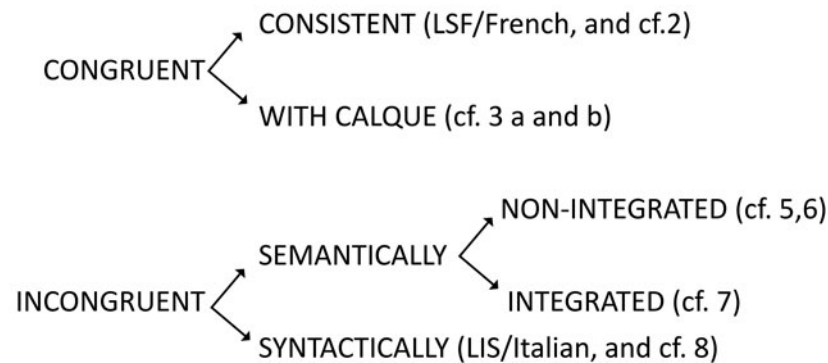 CONSISTENT (LSF/French, and cf.2)
CONGRUENT
WITH CALQUE (cf. 3 a and b)
NON-INTEGRATED (cf. 5,6)
SEMANTICALLY
INCONGRUENT
INTEGRATED (cf. 7)
SYNTACTICALLY (LIS/Italian, and cf. 8)